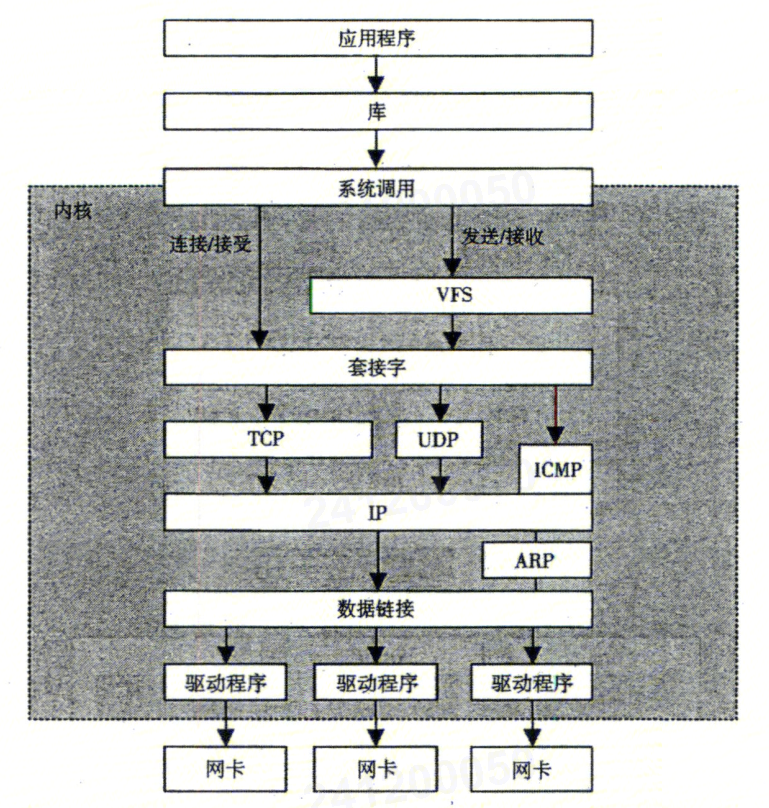 应用程序
库
系统调用
内核
连接/接受
发送/接收
VFS
套接字
TCP
UDP
ICMP
IP
ARP
数据链接
驱动程序
驱动程序
驱动程序
网卡
网卡
网卡